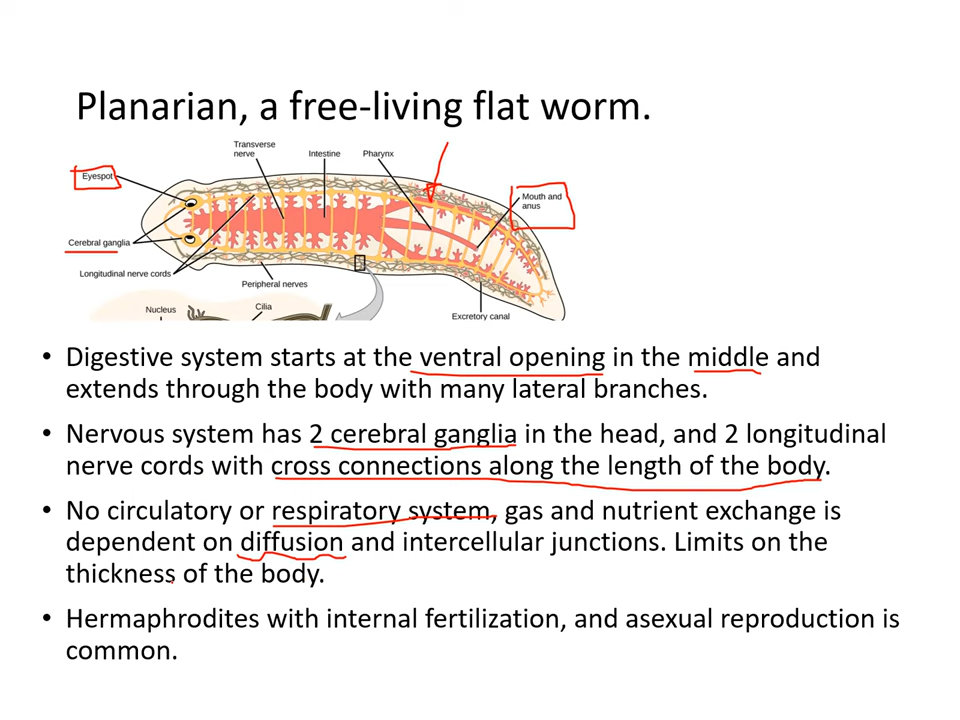 Planarian, a free-living flat worm.
Transverse
nerve
Intestine
Pharynx
Eyespot
Mouth and
anus
Cerebral ganglia
Longitudinal nerve cords
Peripheral nerves
Nucleus
Cilia
Excretory canal
• Digestive system starts at the ventral opening in the middle and
extends through the body with many lateral branches.
• Nervous system has 2 cerebral ganglia in the head, and 2 longitudinal
nerve cords with cross connections along the length of the body.
• No circulatory or respiratory system, gas and nutrient exchange is
dependent on diffusion and intercellular junctions. Limits on the
thickness of the body.
• Hermaphrodites with internal fertilization, and asexual reproduction is
common.